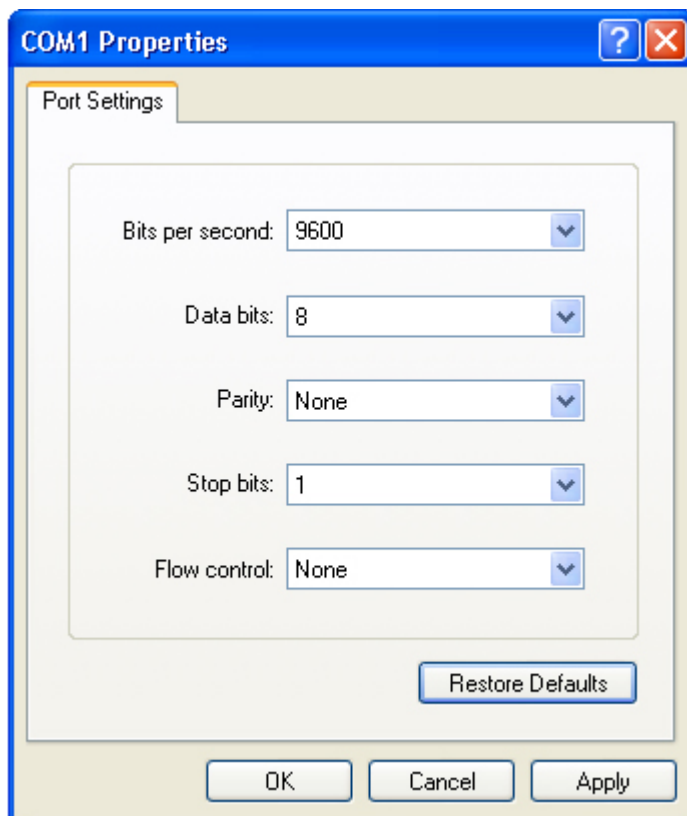 COM1 Properties ?
Port Settings
Bits per second: 9600
Data bits: 8
Parity: None
Stop bits: 1
Flow control: None
Restore Defaults
OK Cancel Apply